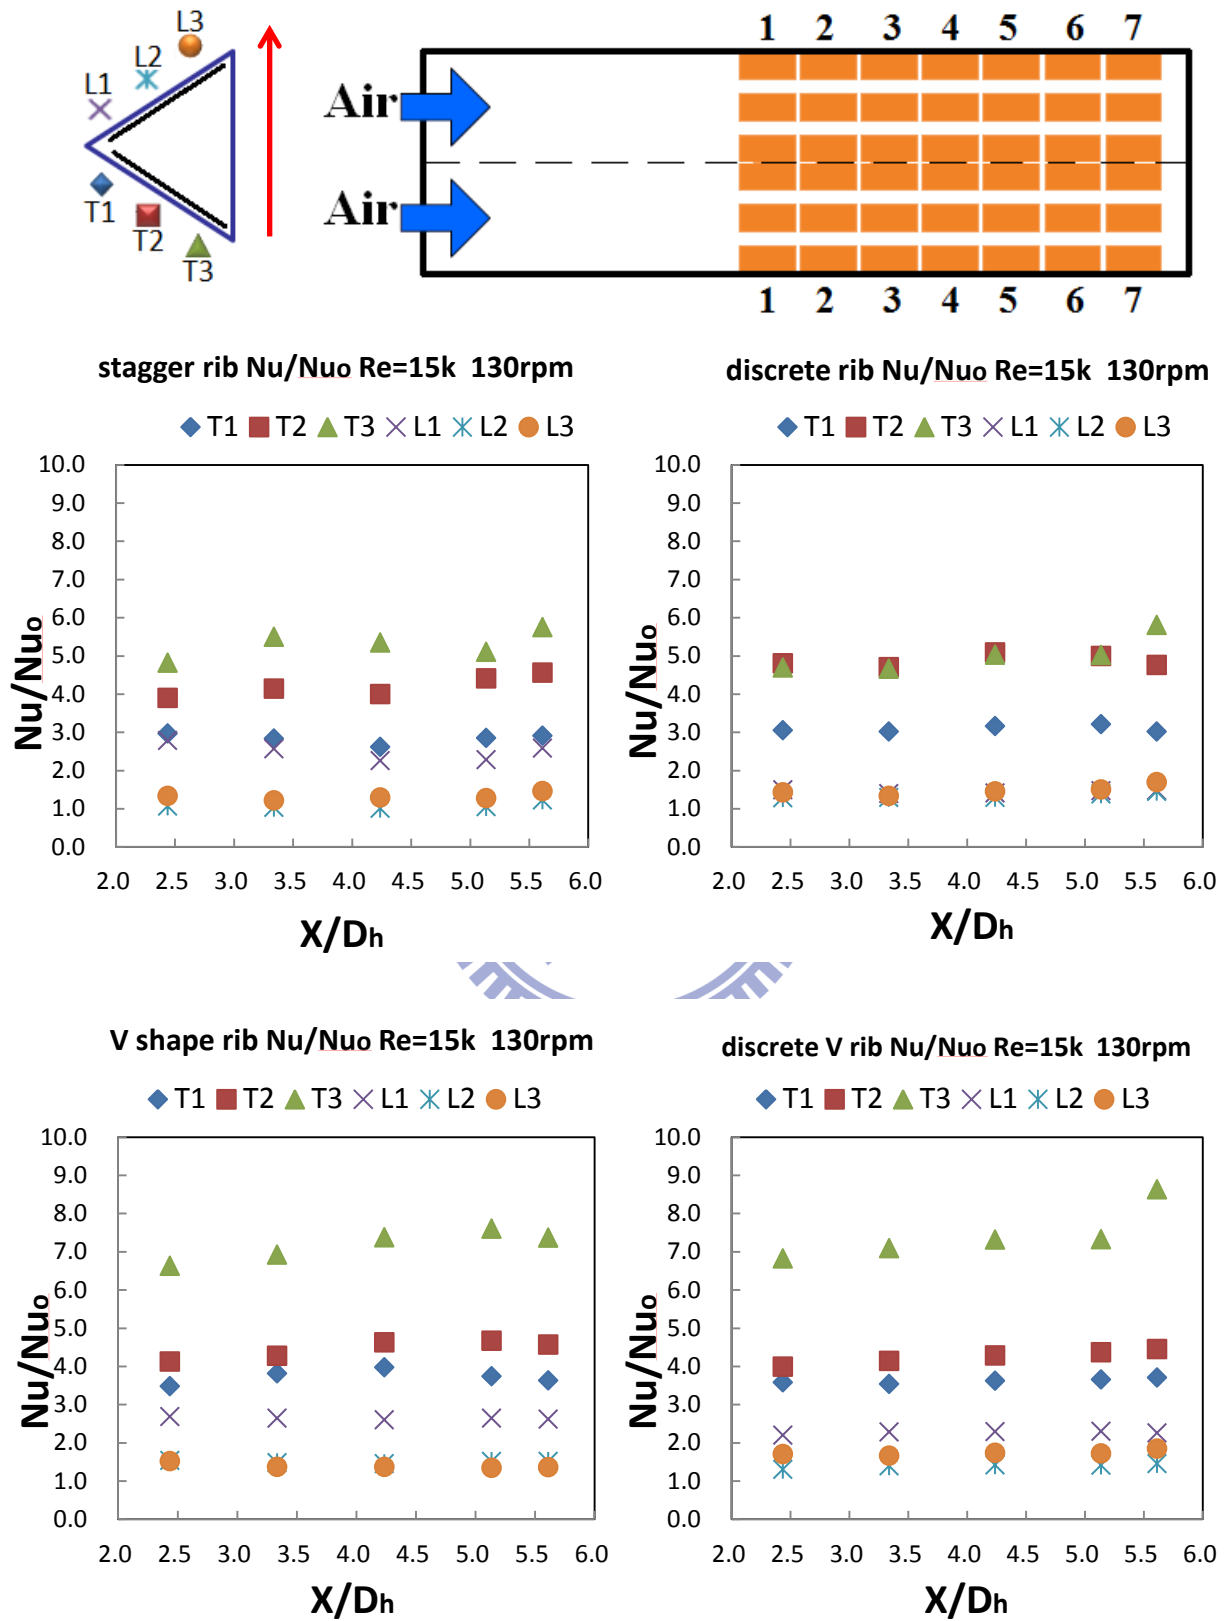 L3
L2
L1
T1
T2
T3
1 2 3 4 5 6 7
Air
Air
1 2 3 4 5 6 7
stagger rib Nu/Nuo Re=15k 130rpm
T1 T2 T3 L1 L2 L3
10.0
9.0
8.0
7.0
6.0
5.0
4.0
3.0
2.0
1.0
0.0
Nu/Nuo
2.0 2.5 3.0 3.5 4.0 4.5 5.0 5.5 6.0
X/Dh
discrete rib Nu/Nuo Re=15k 130rpm
T1 T2 T3 L1 L2 L3
10.0
9.0
8.0
7.0
6.0
5.0
4.0
3.0
2.0
1.0
0.0
Nu/Nuo
2.0 2.5 3.0 3.5 4.0 4.5 5.0 5.5 6.0
X/Dh
V shape rib Nu/Nuo Re=15k 130rpm
T1 T2 T3 L1 L2 L3
10.0
9.0
8.0
7.0
6.0
5.0
4.0
3.0
2.0
1.0
0.0
Nu/Nuo
2.0 2.5 3.0 3.5 4.0 4.5 5.0 5.5 6.0
X/Dh
discrete V rib Nu/Nuo Re=15k 130rpm
T1 T2 T3 L1 L2 L3
10.0
9.0
8.0
7.0
6.0
5.0
4.0
3.0
2.0
1.0
0.0
Nu/Nuo
2.0 2.5 3.0 3.5 4.0 4.5 5.0 5.5 6.0
X/Dh